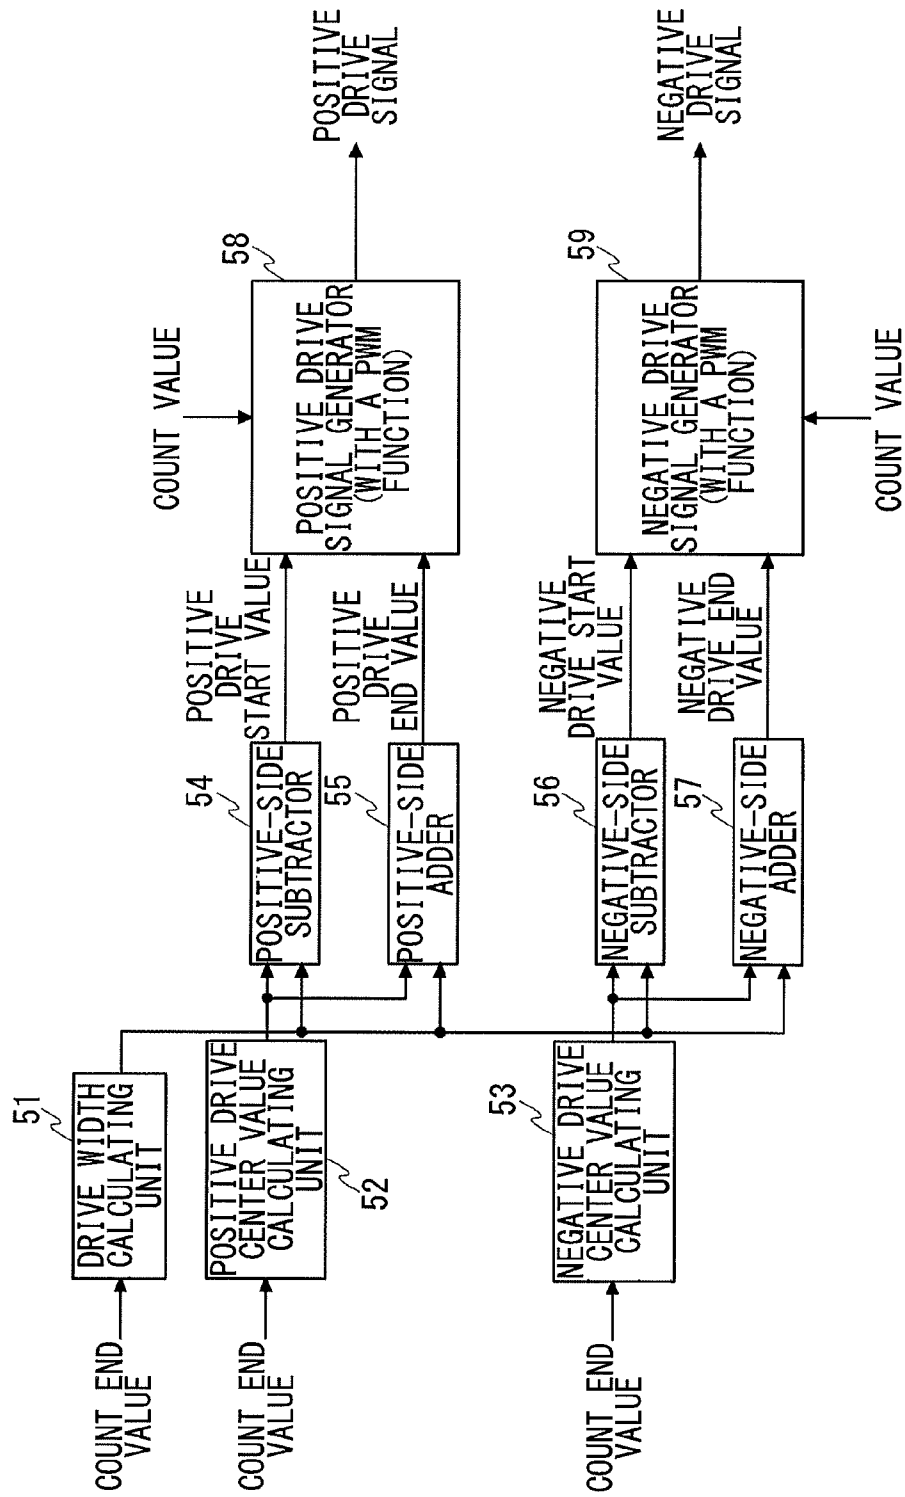 COUNT END
VALUE
51
DRIVE WIDTH
CALCULATING
UNIT
COUNT END
VALUE
POSITIVE DRIVE
CENTER VALUE
CALCULATING
UNIT
52
COUNT END
VALUE
53
NEGATIVE DRIVE
CENTER VALUE
CALCULATING
UNIT
54
POSITIVE-SIDE
SUBTRACTOR
55
POSITIVE-SIDE
ADDER
56
NEGATIVE-SIDE
SUBTRACTOR
57
NEGATIVE-SIDE
ADDER
POSITIVE
DRIVE
START VALUE
POSITIVE
DRIVE
END VALUE
NEGATIVE
DRIVE START
VALUE
NEGATIVE
DRIVE END
VALUE
COUNT VALUE
58
POSITIVE DRIVE
SIGNAL GENERATOR
(WITH A PWM
FUNCTION)
59
NEGATIVE DRIVE
SIGNAL GENERATOR
(WITH A PWM
FUNCTION)
COUNT VALUE
POSITIVE
DRIVE
SIGNAL
NEGATIVE
DRIVE
SIGNAL